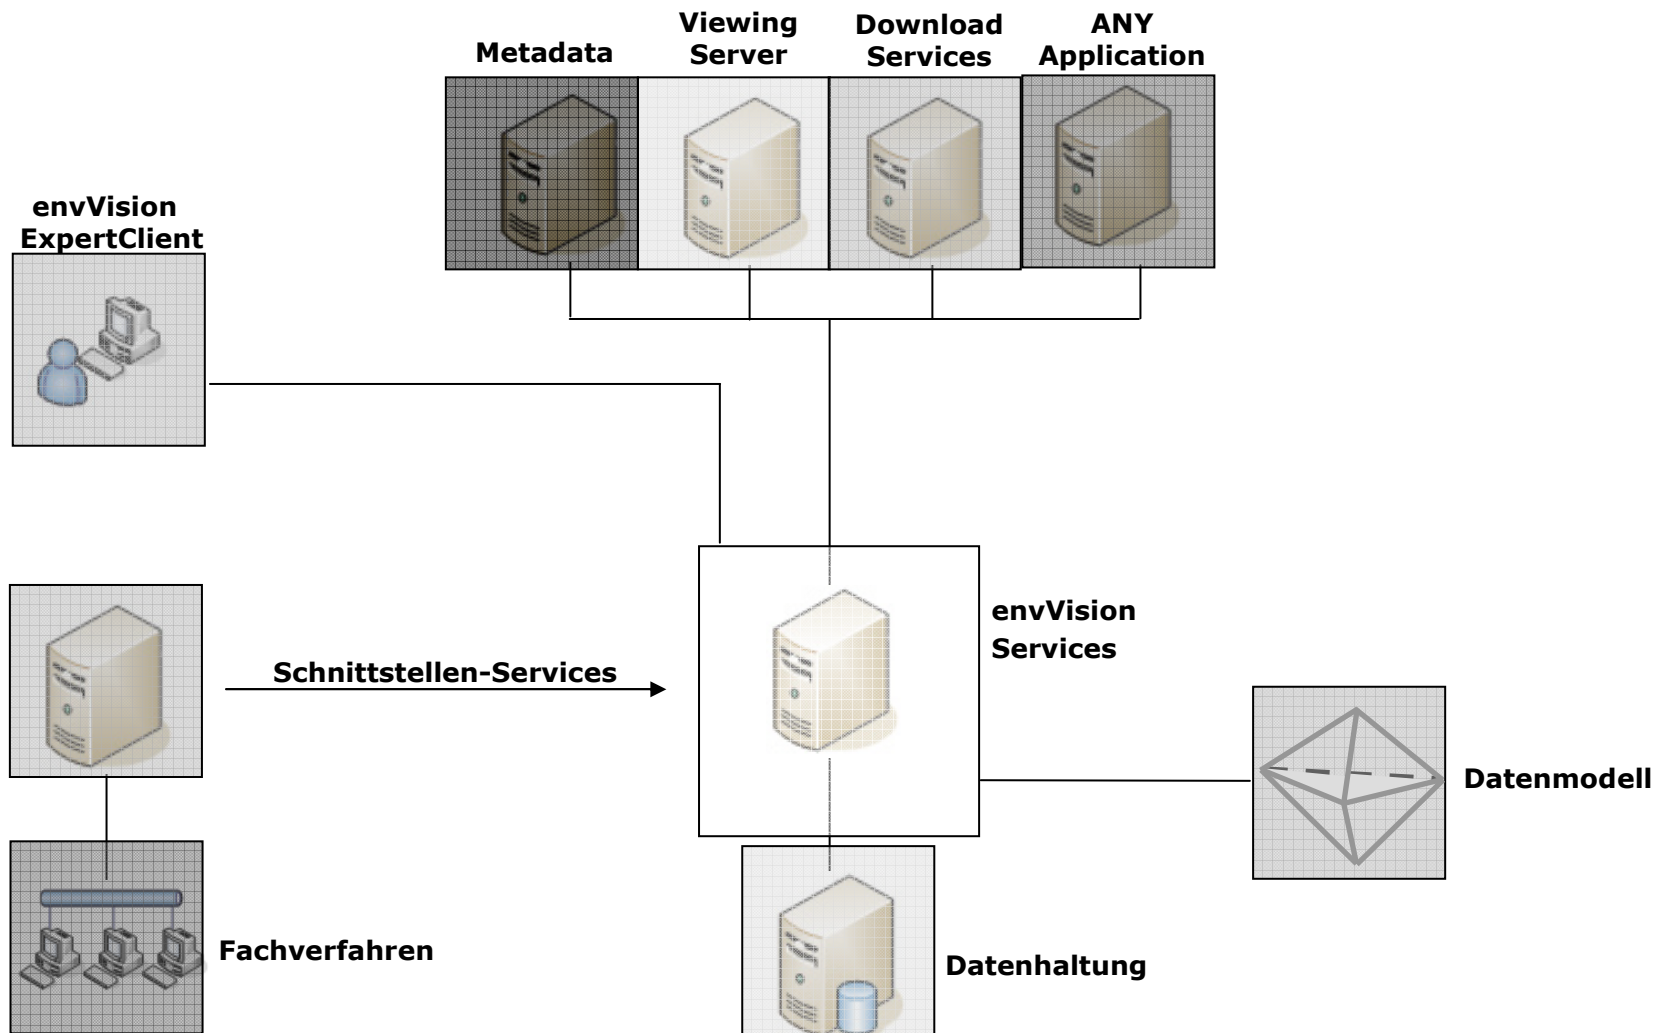 Metadata
Viewing
Server
Download
Services
ANY
Application
envVision
ExpertClient
Schnittstellen-Services
envVision
Services
Datenmodell
Fachverfahren
Datenhaltung